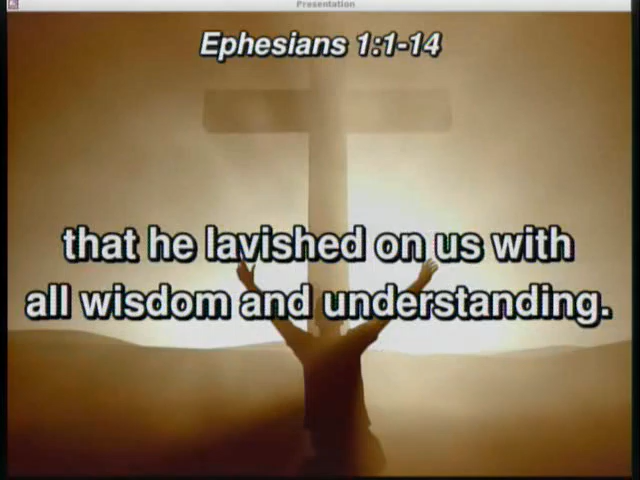 Presentation
Ephesians 1:1-14
that he lavished on us with
all wisdom and understanding.